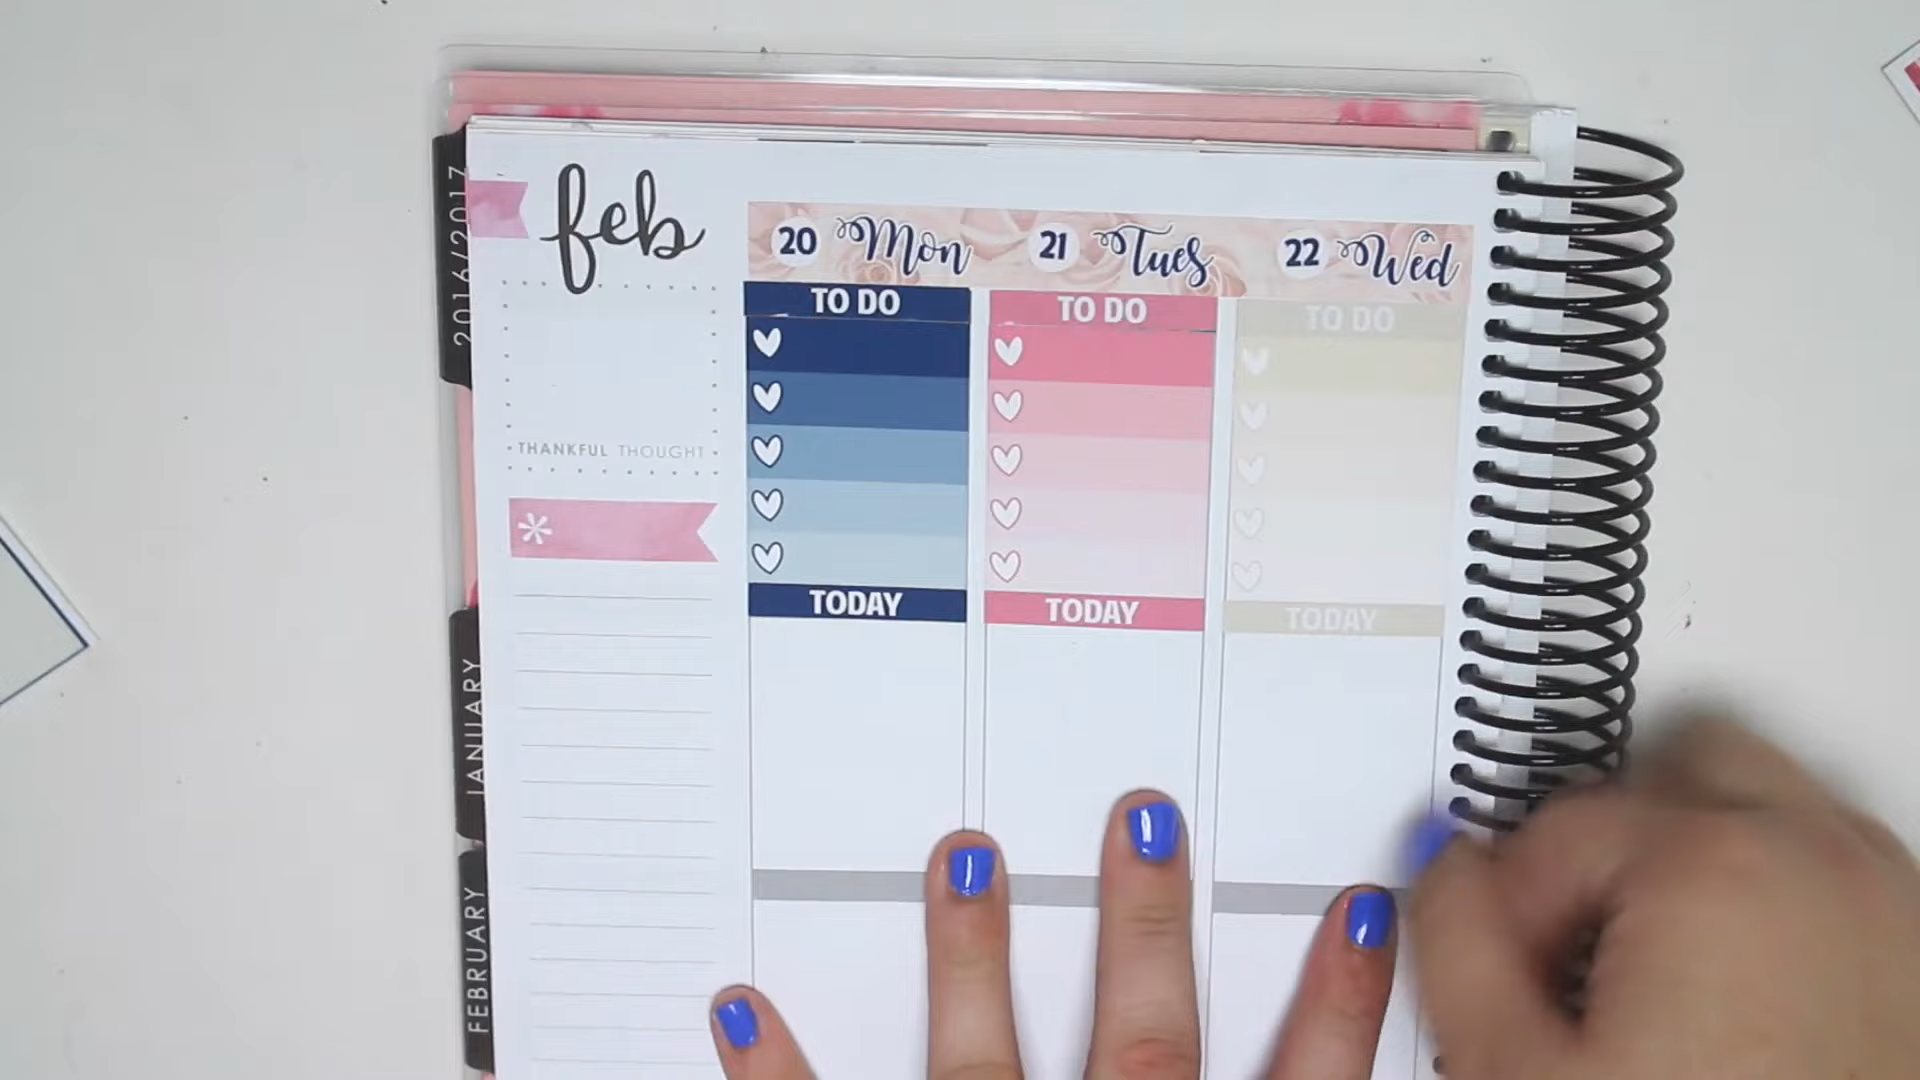 2016/2017
feb
20 Mon
21 Tues
22 Wed
TO DO
TO DO
TO DO
THANKFUL THOUGHT
*
TODAY
TODAY
TODAY
JANUARY
FEBRUARY